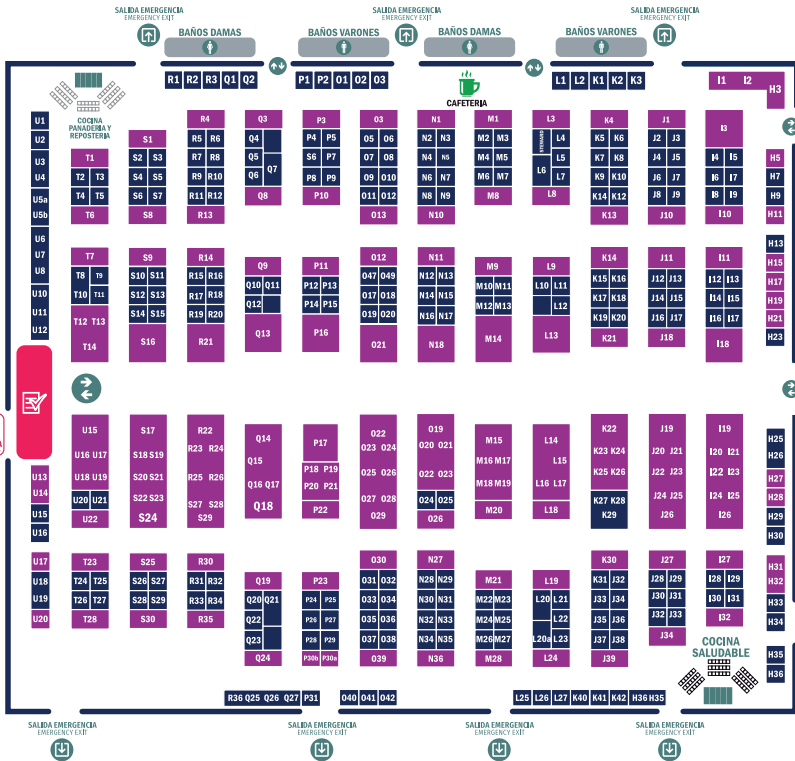 SALIDA EMERGENCIA
EMERGENCY EXIT
SALIDA EMERGENCIA
EMERGENCY EXIT
SALIDA EMERGENCIA
EMERGENCY EXIT
BAÑOS DAMAS
BAÑOS VARONES
BAÑOS DAMAS
BAÑOS VARONES
R1 R2 R3 Q1 Q2
P1 P2 O1 O2 O3
L1 L2 K1 K2 K3
I1 I2
H3
CAFETERIA
COCINA
PANADERIA Y
REPOSTERIA
U1
U2
U3
U4
U5a
U5b
U6
U7
U8
U10
U11
U12
T1
T2 T3
T4 T5
T6
S1
S2 S3
S4 S5
S6 S7
S8
R4
R5 R6
R7 R8
R9 R10
R11 R12
R13
Q3
Q4
Q5
Q6 Q7
Q8
P3
P4 P5
S6 P7
P8 P9
P10
O3
O5 O6
O7 O8
O9 O10
O11 O12
O13
N1
N2 N3
N4 N5
N6 N7
N8 N9
N10
M1
M2 M3
M4 M5
M6 M7
M8
L3
L4
L5
L6 L7
L8
K4
K5 K6
K7 K8
K9 K10
K14 K12
K13
J1
J2 J3
J4 J5
J6 J7
J8 J9
J10
I3
I4 I5
I6 I7
I8 I9
I10
H5
H7
H9
H11
H13
H15
H17
H19
H21
H23
T7
T8 T9
T10 T11
T12 T13
T14
S9
S10 S11
S12 S13
S14 S15
S16
R14
R15 R16
R17 R18
R19 R20
R21
Q9
Q10 Q11
Q12
Q13
P11
P12 P13
P14 P15
P16
O12
O47 O49
O17 O18
O19 O20
O21
N11
N12 N13
N14 N15
N16 N17
N18
M9
M10 M11
M12 M13
M14
L9
L10 L11
L12
L13
K14
K15 K16
K17 K18
K19 K20
K21
J11
J12 J13
J14 J15
J16 J17
J18
I11
I12 I13
I14 I15
I16 I17
I18
U15
U16 U17
U18 U19
U20 U21
U22
S17
S18 S19
S20 S21
S22 S23
S24
R22
R23 R24
R25 R26
S27 S28
S29
Q14
Q15
Q16 Q17
Q18
P17
P18 P19
P20 P21
P22
O22
O23 O24
O25 O26
O27 O28
O29
O19
O20 O21
O22 O23
O24 O25
O26
M15
M16 M17
M18 M19
M20
L14
L15
L16 L17
L18
K22
K23 K24
K25 K26
K27 K28
K29
J19
J20 J21
J22 J23
J24 J25
J26
I19
I20 I21
I22 I23
I24 I25
I26
H25
H26
H27
H28
H29
H30
H31
H32
H33
H34
H35
H36
U13
U14
U15
U16
U17
U18
U19
U20
T23
T24 T25
T26 T27
T28
S25
S26 S27
S28 S29
S30
R30
R31 R32
R33 R34
R35
Q19
Q20 Q21
Q22
Q23
Q24
P23
P24 P25
P26 P27
P28 P29
P30b P30a
O30
O31 O32
O33 O34
O35 O36
O37 O38
O39
N27
N28 N29
N30 N31
N32 N33
N34 N35
N36
M21
M22 M23
M24 M25
M26 M27
M28
L19
L20 L21
L22
L20a L23
L24
K30
K31 J32
J33 J34
J35 J36
J37 J38
J39
J27
J28 J29
J30 J31
J32 J33
J34
I27
I28 I29
I30 I31
I32
COCINA
SALUDABLE
R36 Q25 Q26 Q27 P31
O40 O41 O42
L25 L26 L27 K40 K41 K42 H36 H35
SALIDA EMERGENCIA
EMERGENCY EXIT
SALIDA EMERGENCIA
EMERGENCY EXIT
SALIDA EMERGENCIA
EMERGENCY EXIT
SALIDA EMERGENCIA
EMERGENCY EXIT